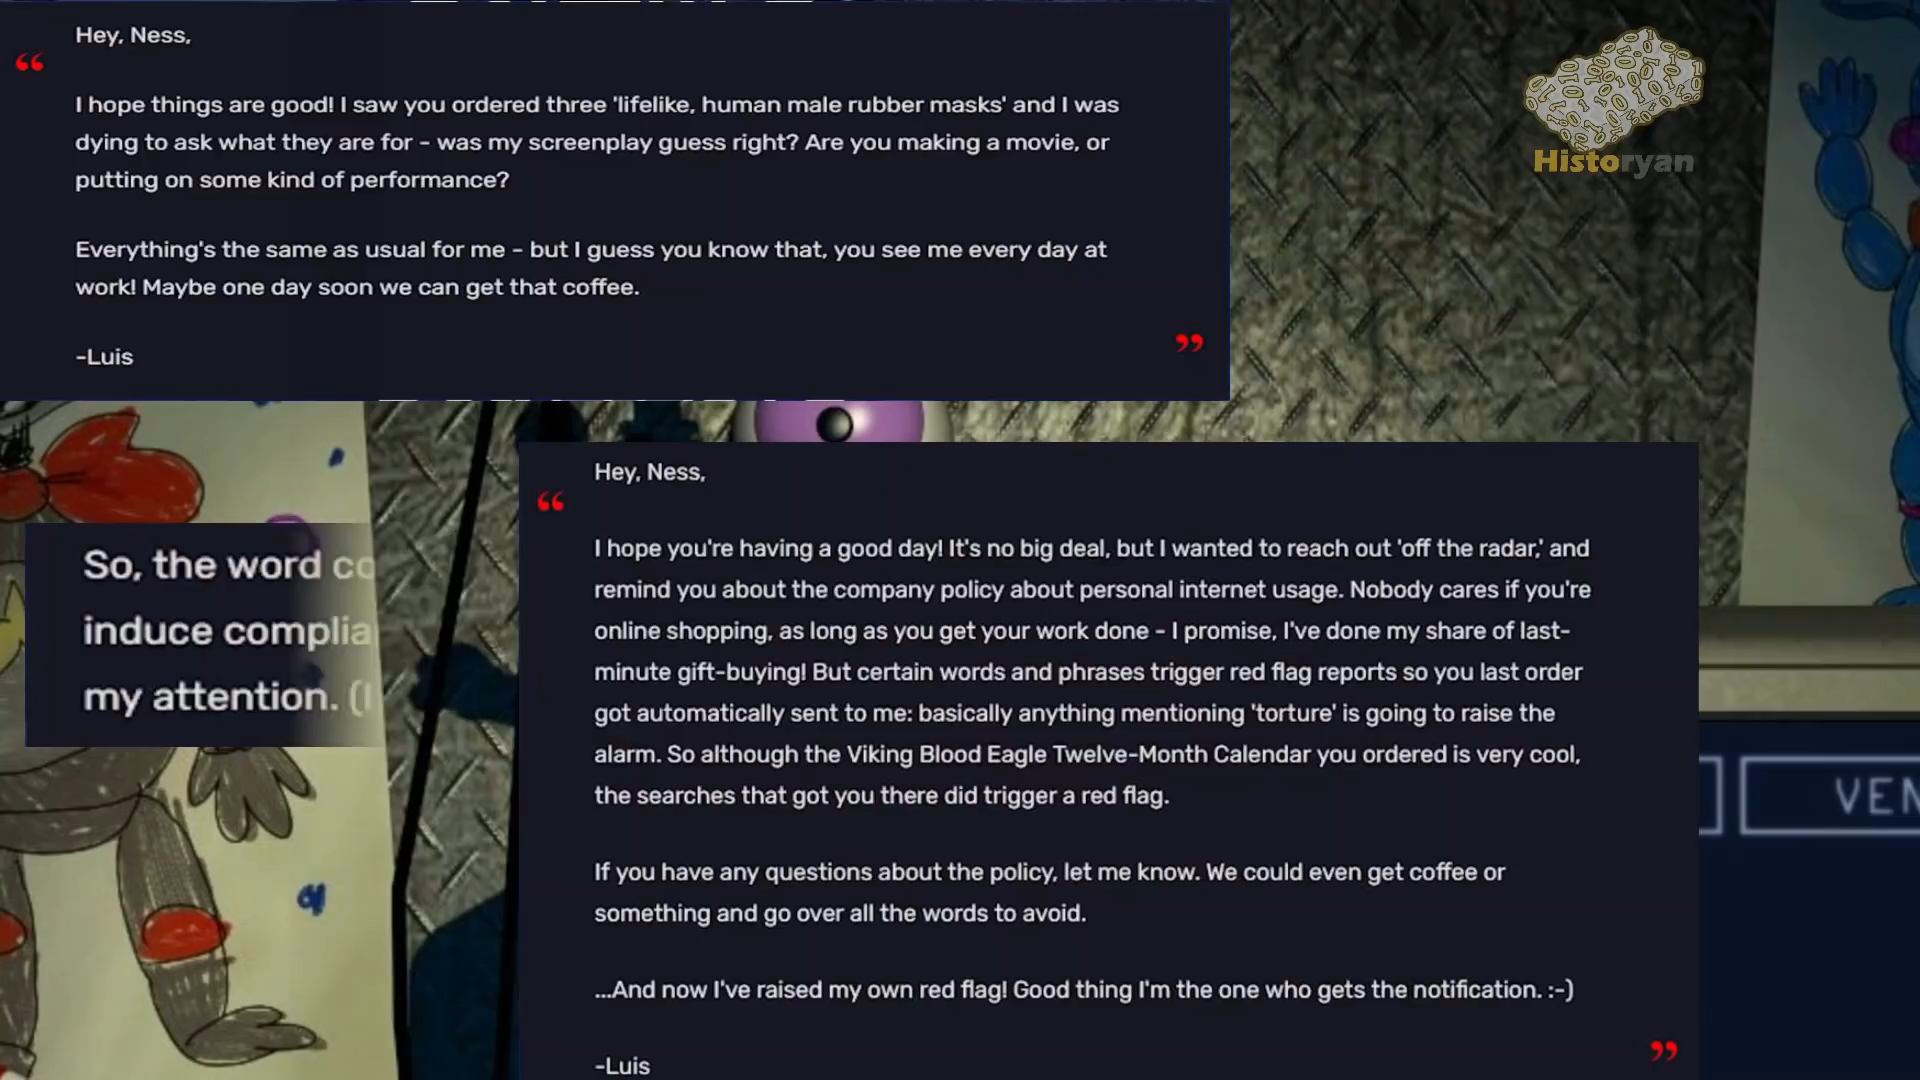 Hey, Ness,
“
I hope things are good! I saw you ordered three 'lifelike, human male rubber masks' and I was
dying to ask what they are for - was my screenplay guess right? Are you making a movie, or
putting on some kind of performance?
Everything's the same as usual for me - but I guess you know that, you see me every day at
work! Maybe one day soon we can get that coffee.
”
-Luis
Historyan
So, the word co
induce complia
my attention. (I
Hey, Ness,
“
I hope you're having a good day! It's no big deal, but I wanted to reach out 'off the radar,' and
remind you about the company policy about personal internet usage. Nobody cares if you're
online shopping, as long as you get your work done - I promise, I've done my share of last-
minute gift-buying! But certain words and phrases trigger red flag reports so you last order
got automatically sent to me: basically anything mentioning 'torture' is going to raise the
alarm. So although the Viking Blood Eagle Twelve-Month Calendar you ordered is very cool,
the searches that got you there did trigger a red flag.
If you have any questions about the policy, let me know. We could even get coffee or
something and go over all the words to avoid.
...And now I've raised my own red flag! Good thing I'm the one who gets the notification. :-)
”
-Luis
VEN